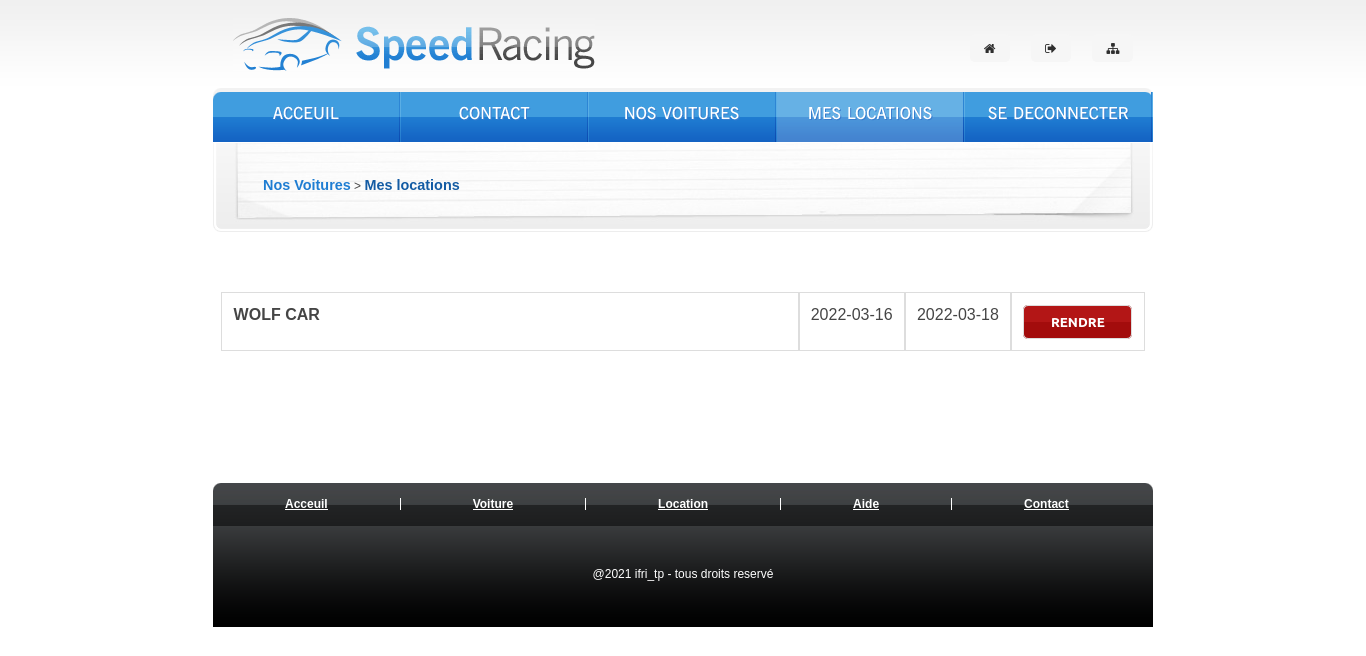 SpeedRacing
ACCEUIL CONTACT NOS VOITURES MES LOCATIONS SE DECONNECTER
Nos Voitures > Mes locations
WOLF CAR 2022-03-16 2022-03-18 RENDRE
Acceuil | Voiture | Location | Aide | Contact
@2021 ifri_tp - tous droits reservé